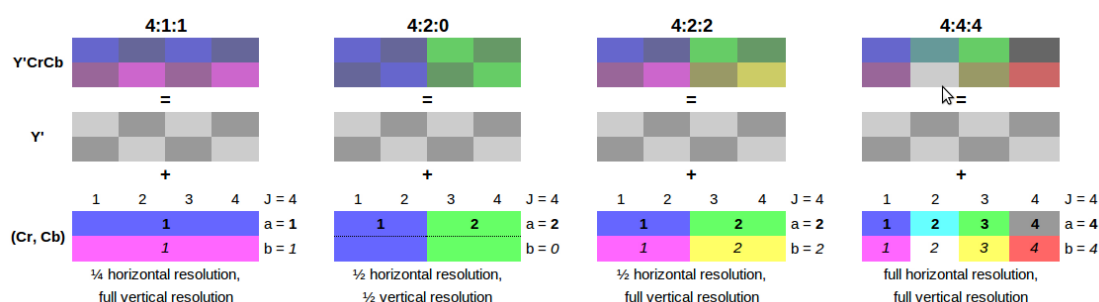 4:1:1 4:2:0 4:2:2 4:4:4
Y'CrCb
= = = =
Y'
+ + + +
1 2 3 4 J = 4 1 2 3 4 J = 4 1 2 3 4 J = 4 1 2 3 4 J = 4
(Cr, Cb)
1 a = 1 1 2 a = 2 1 2 a = 2 1 2 3 4 a = 4
1 b = 1 b = 0 1 2 b = 2 1 2 3 4 b = 4
¼ horizontal resolution, ½ horizontal resolution, ½ horizontal resolution, full horizontal resolution,
full vertical resolution ½ vertical resolution full vertical resolution full vertical resolution